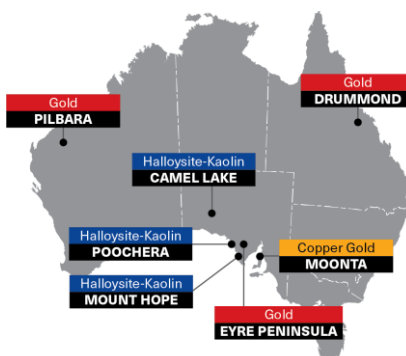 Gold
DRUMMOND
Gold
PILBARA
Halloysite-Kaolin
CAMEL LAKE
Halloysite-Kaolin
POOCHERA
Copper Gold
MOONTA
Halloysite-Kaolin
MOUNT HOPE
Gold
EYRE PENINSULA